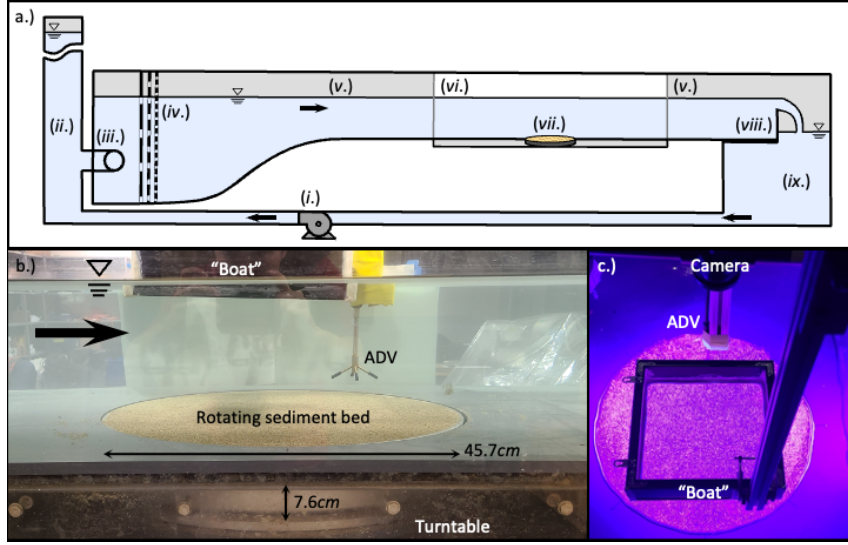 a.)
(v.)
(vi.)
(v.)
(iv.)
(ii.)
(iii.)
(vii.)
(viii.)
(i.)
(ix.)
b.)
"Boat"
ADV
Rotating sediment bed
45.7cm
7.6cm
Turntable
c.)
Camera
ADV
"Boat"